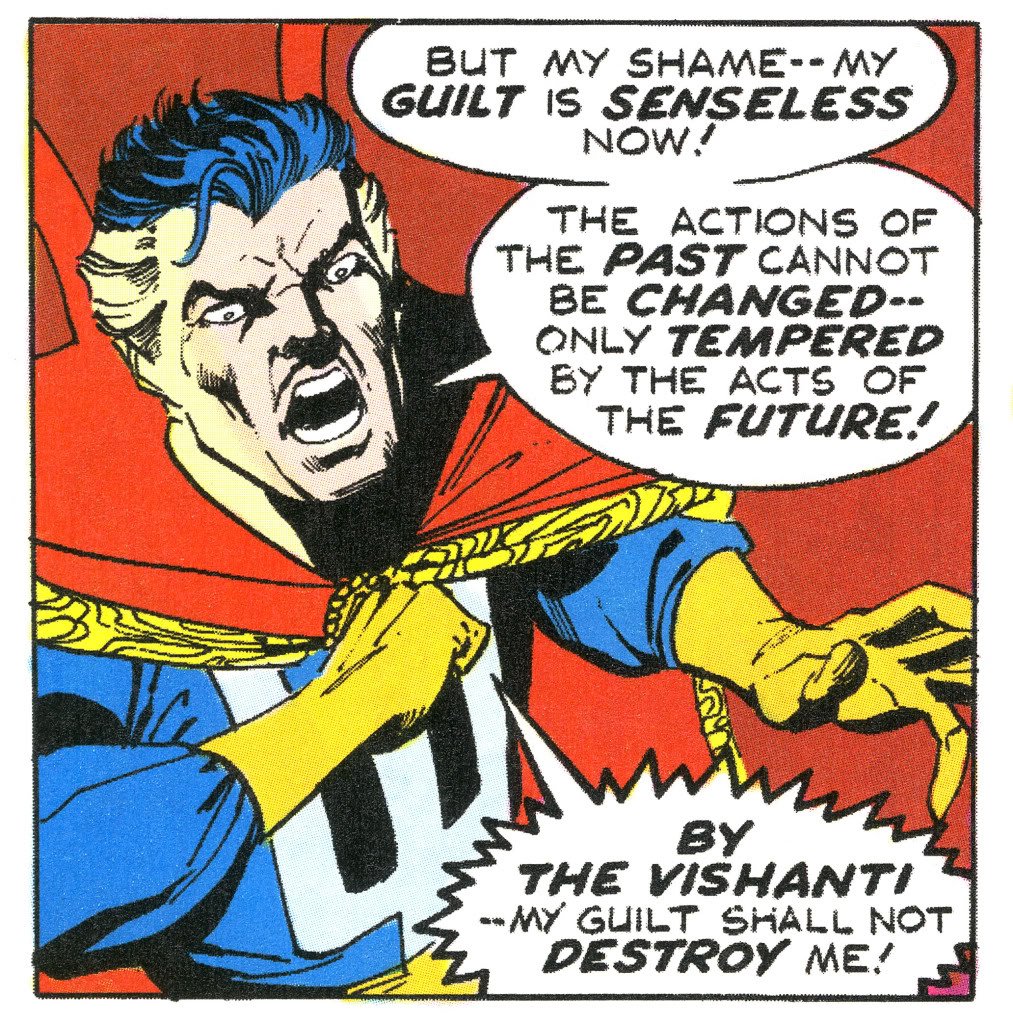 BUT MY SHAME--MY
GUILT IS SENSELESS
NOW!
THE ACTIONS OF
THE PAST CANNOT
BE CHANGED--
ONLY TEMPERED
BY THE ACTS OF
THE FUTURE!
BY
THE VISHANTI
--MY GUILT SHALL NOT
DESTROY ME!